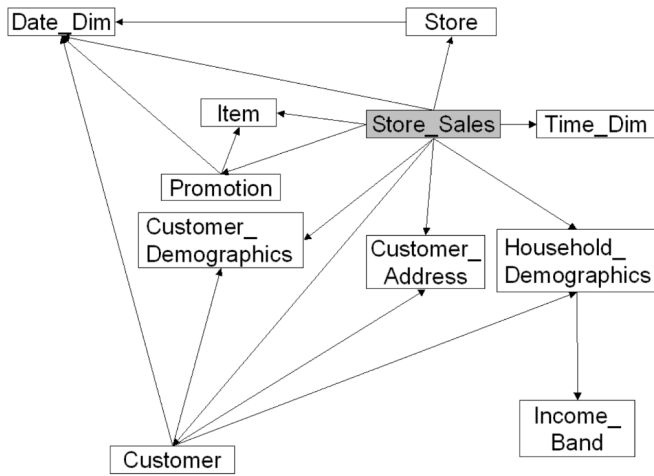 Date_Dim
Store
Item
Store_Sales
Time_Dim
Promotion
Customer_
Demographics
Customer_
Address
Household_
Demographics
Income_
Band
Customer